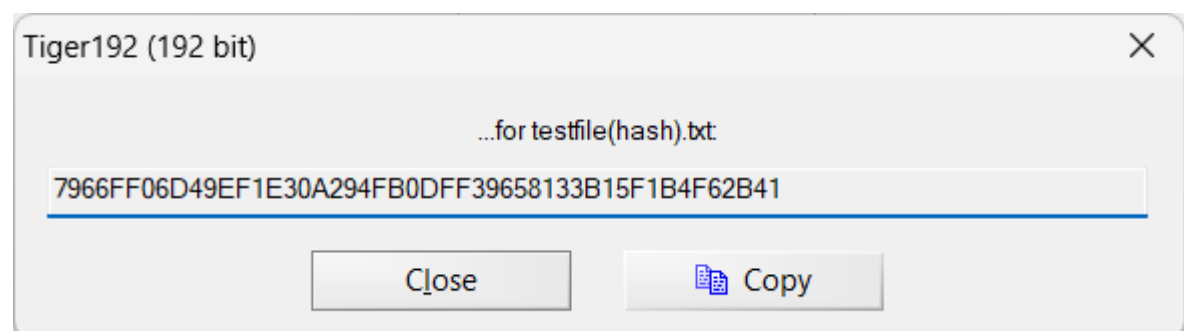 Tiger192 (192 bit)
...for testfile(hash).txt:
7966FF06D49EF1E30A294FB0DFF39658133B15F1B4F62B41
Close
Copy